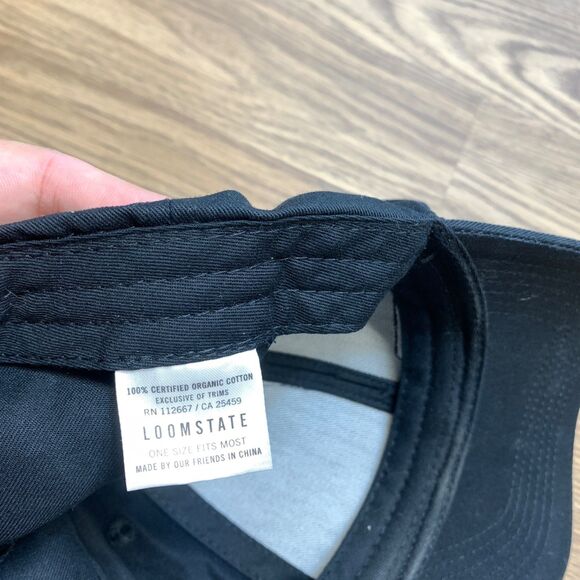 100% CERTIFIED ORGANIC COTTON
EXCLUSIVE OF TRIMS
RN 112667 / CA 25459
LOOMSTATE
ONE SIZE FITS MOST
MADE BY OUR FRIENDS IN CHINA